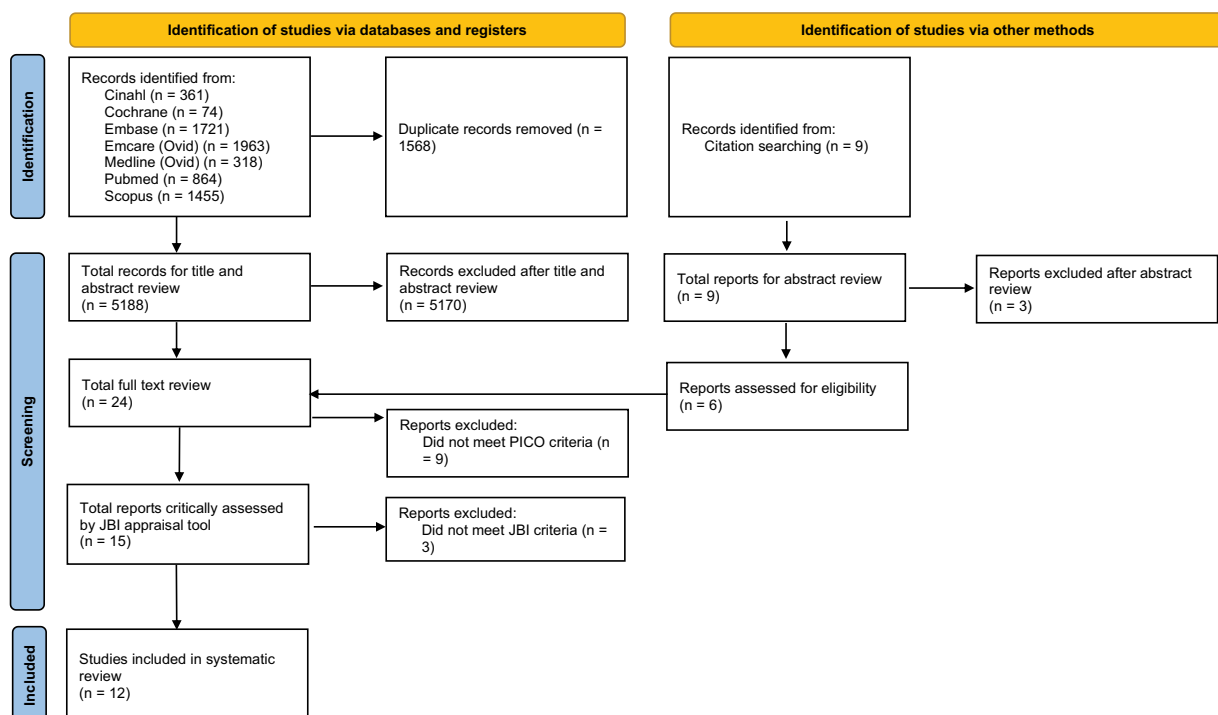 Identification of studies via databases and registers
Identification of studies via other methods
Identification
Records identified from:
Cinahl (n = 361)
Cochrane (n = 74)
Embase (n = 1721)
Emcare (Ovid) (n = 1963)
Medline (Ovid) (n = 318)
Pubmed (n = 864)
Scopus (n = 1455)
Duplicate records removed (n =
1568)
Records identified from:
Citation searching (n = 9)
Screening
Total records for title and
abstract review
(n = 5188)
Records excluded after title and
abstract review
(n = 5170)
Total reports for abstract review
(n = 9)
Reports excluded after abstract
review
(n = 3)
Total full text review
(n = 24)
Reports assessed for eligibility
(n = 6)
Reports excluded:
Did not meet PICO criteria (n
= 9)
Total reports critically assessed
by JBI appraisal tool
(n = 15)
Reports excluded:
Did not meet JBI criteria (n =
3)
Included
Studies included in systematic
review
(n = 12)